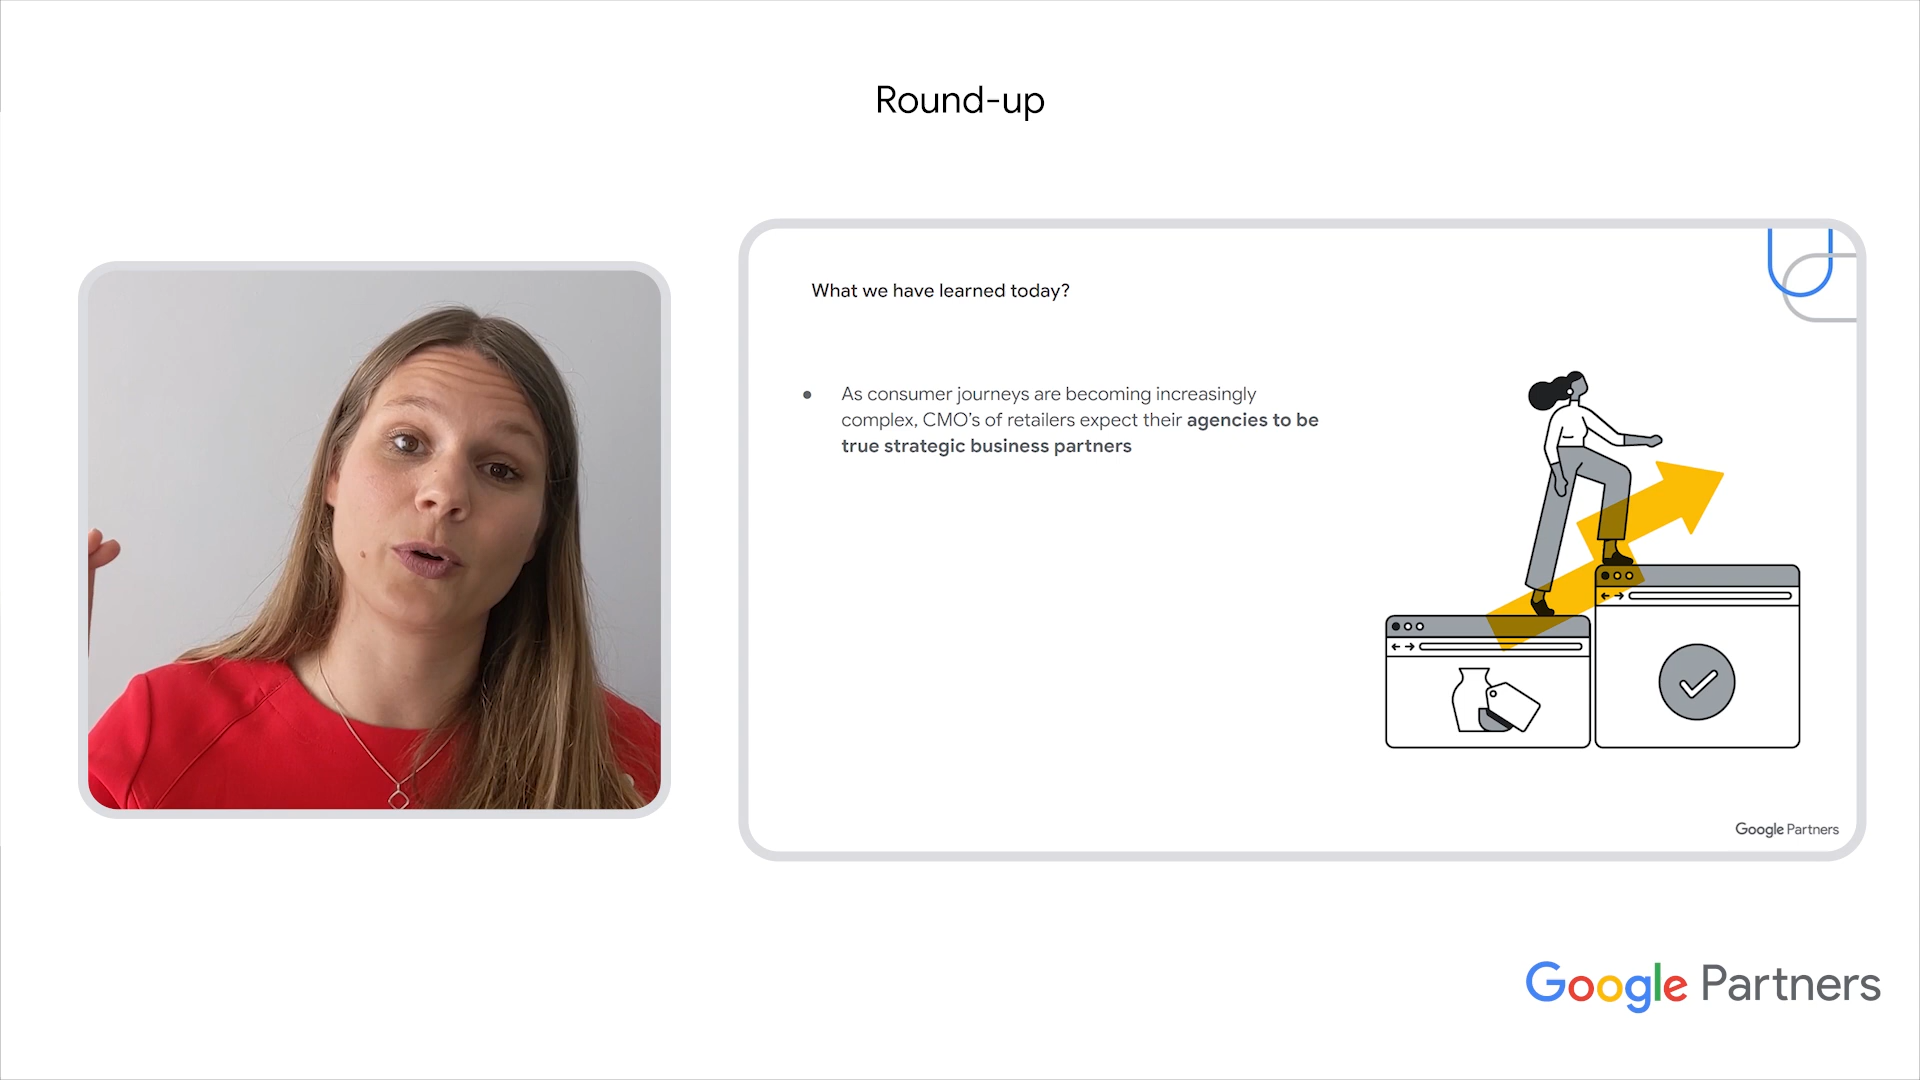 Round-up
What we have learned today?
● As consumer journeys are becoming increasingly
complex, CMO's of retailers expect their agencies to be
true strategic business partners
Google Partners
Google Partners